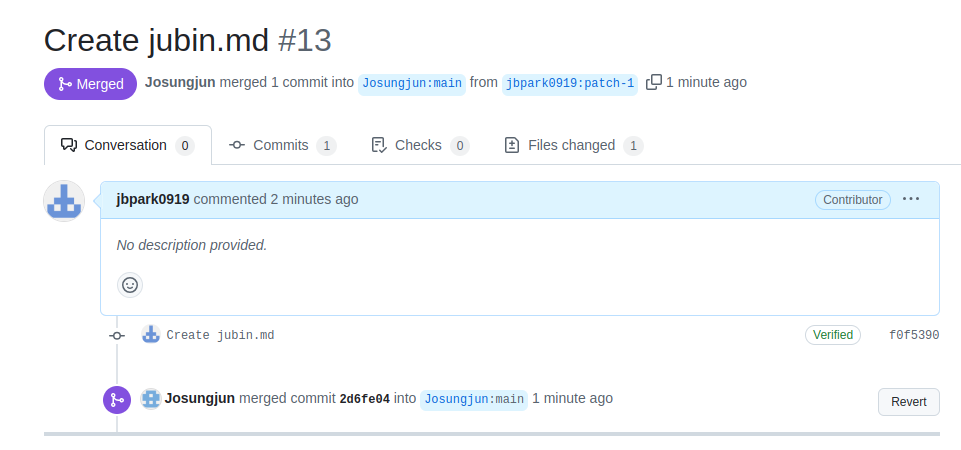 Create jubin.md #13
Merged Josungjun merged 1 commit into Josungjun:main from jbpark0919:patch-1 1 minute ago
Conversation 0 Commits 1 Checks 0 Files changed 1
jbpark0919 commented 2 minutes ago Contributor
No description provided.
Create jubin.md Verified f0f5390
Josungjun merged commit 2d6fe04 into Josungjun:main 1 minute ago Revert